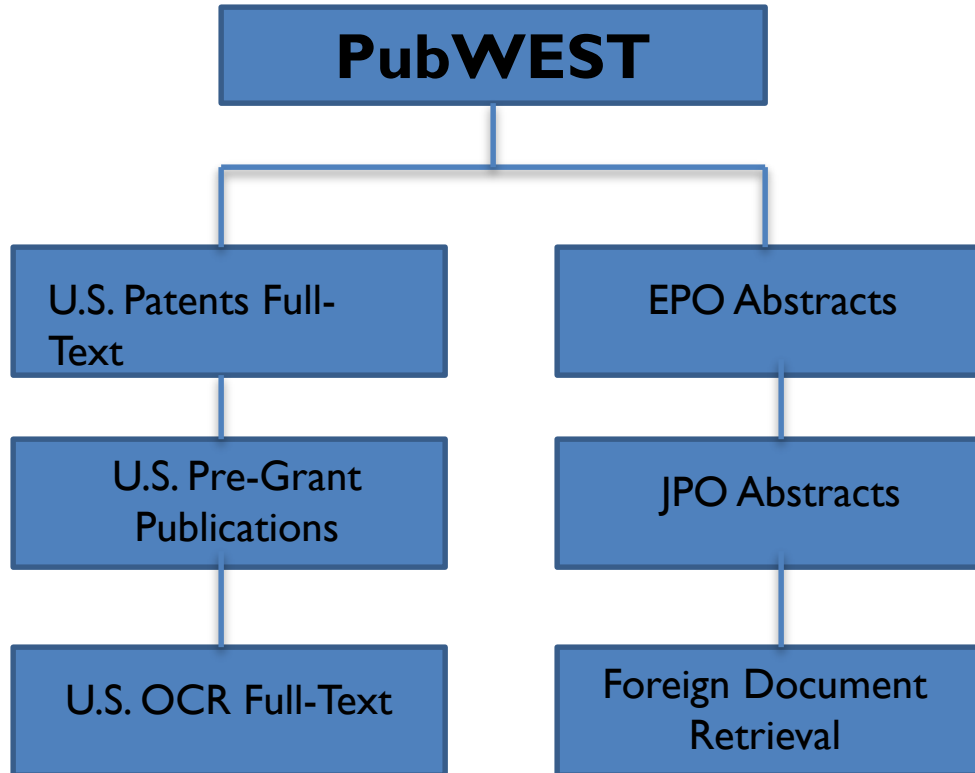 PubWEST
U.S. Patents Full-
Text
EPO Abstracts
U.S. Pre-Grant
Publications
JPO Abstracts
U.S. OCR Full-Text
Foreign Document
Retrieval